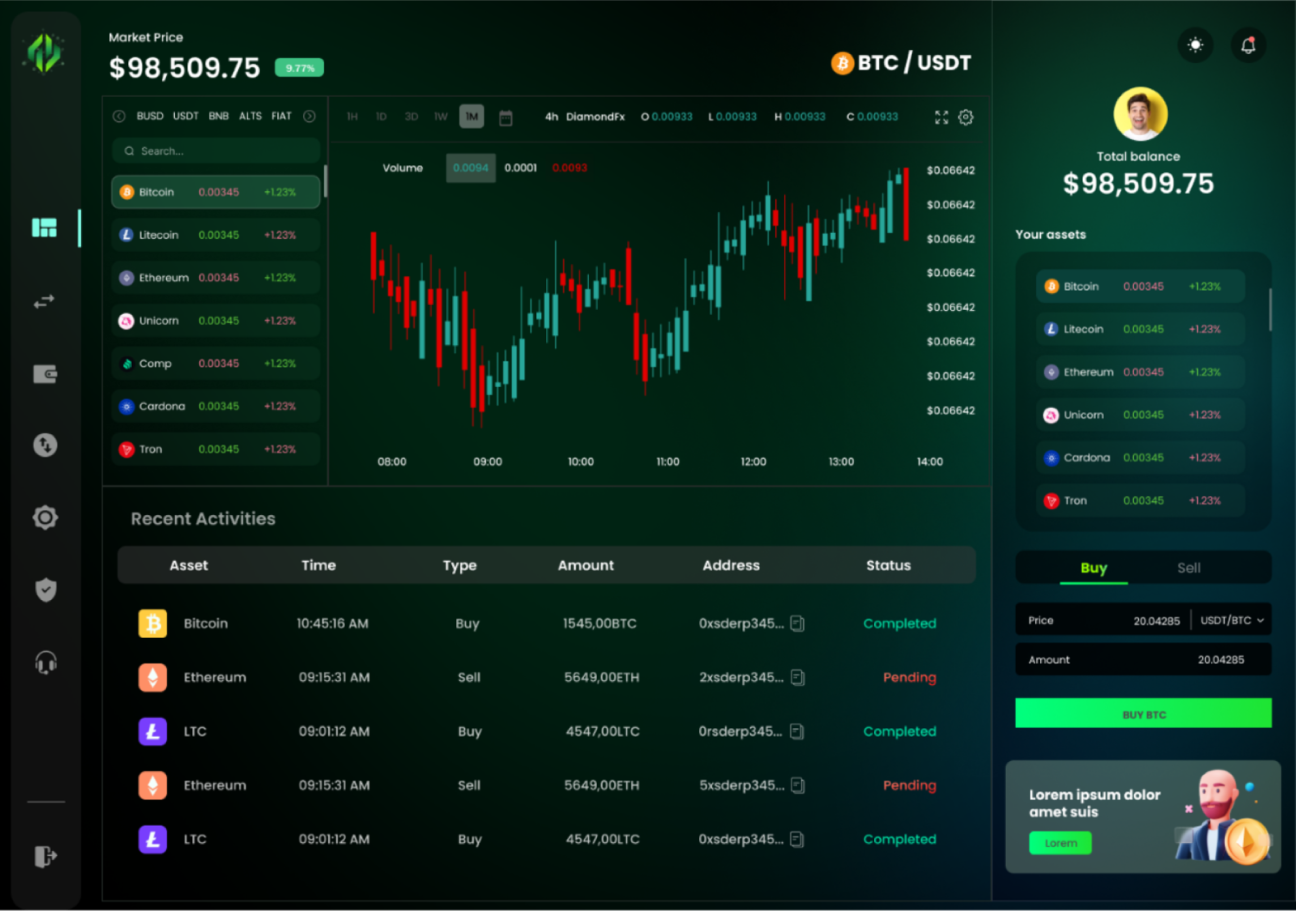 Market Price
$98,509.75 9.77%
BTC / USDT
BUSD USDT BNB ALTS FIAT
Search...
Bitcoin 0.00345 +1.23%
Litecoin 0.00345 +1.23%
Ethereum 0.00345 +1.23%
Unicorn 0.00345 +1.23%
Comp 0.00345 +1.23%
Cardona 0.00345 +1.23%
Tron 0.00345 +1.23%
1H 1D 3D 1W 1M 4h DiamondFx O 0.00933 L 0.00933 H 0.00933 C 0.00933
Volume 0.0094 0.0001 0.0093
$0.06642
$0.06642
$0.06642
$0.06642
$0.06642
$0.06642
$0.06642
$0.06642
08:00 09:00 10:00 11:00 12:00 13:00 14:00
Recent Activities
Asset Time Type Amount Address Status
Bitcoin 10:45:16 AM Buy 1545,00BTC 0xsderp345... Completed
Ethereum 09:15:31 AM Sell 5649,00ETH 2xsderp345... Pending
LTC 09:01:12 AM Buy 4547,00LTC 0rsderp345... Completed
Ethereum 09:15:31 AM Sell 5649,00ETH 5xsderp345... Pending
LTC 09:01:12 AM Buy 4547,00LTC 0xsderp345... Completed
Total balance
$98,509.75
Your assets
Bitcoin 0.00345 +1.23%
Litecoin 0.00345 +1.23%
Ethereum 0.00345 +1.23%
Unicorn 0.00345 +1.23%
Cardona 0.00345 +1.23%
Tron 0.00345 +1.23%
Buy Sell
Price 20.04285 USDT/BTC
Amount 20.04285
BUY BTC
Lorem ipsum dolor
amet suis
Lorem